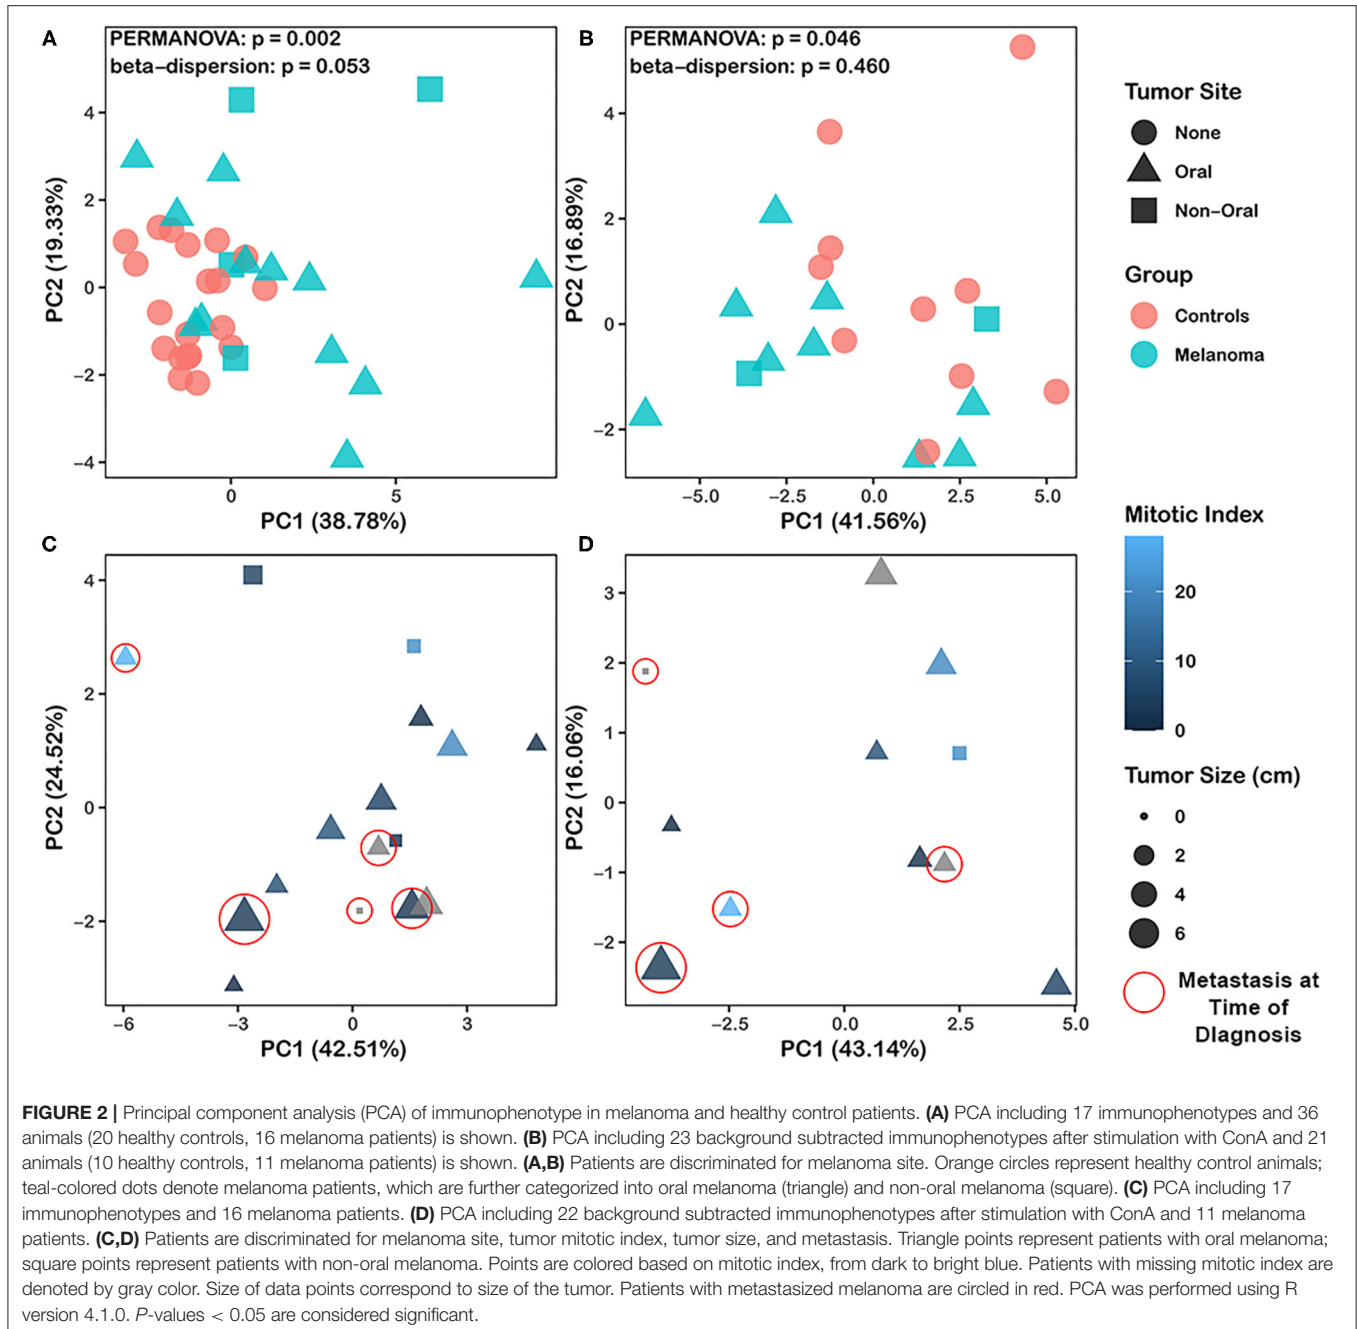 A
PERMANOVA: p = 0.002
beta-dispersion: p = 0.053
4
2
0
-2
-4
PC2 (19.33%)
0
5
PC1 (38.78%)
B
PERMANOVA: p = 0.046
beta-dispersion: p = 0.460
4
2
0
-2
PC2 (16.89%)
-5.0
-2.5
0.0
2.5
5.0
PC1 (41.56%)
Tumor Site
None
Oral
Non-Oral
Group
Controls
Melanoma
C
4
2
0
-2
PC2 (24.52%)
-6
-3
0
3
PC1 (42.51%)
D
3
2
1
0
-1
-2
PC2 (16.06%)
-2.5
0.0
2.5
5.0
PC1 (43.14%)
Mitotic Index
20
10
0
Tumor Size (cm)
0
2
4
6
Metastasis at
Time of
DIagnosis
FIGURE 2 | Principal component analysis (PCA) of immunophenotype in melanoma and healthy control patients. (A) PCA including 17 immunophenotypes and 36
animals (20 healthy controls, 16 melanoma patients) is shown. (B) PCA including 23 background subtracted immunophenotypes after stimulation with ConA and 21
animals (10 healthy controls, 11 melanoma patients) is shown. (A,B) Patients are discriminated for melanoma site. Orange circles represent healthy control animals;
teal-colored dots denote melanoma patients, which are further categorized into oral melanoma (triangle) and non-oral melanoma (square). (C) PCA including 17
immunophenotypes and 16 melanoma patients. (D) PCA including 22 background subtracted immunophenotypes after stimulation with ConA and 11 melanoma
patients. (C,D) Patients are discriminated for melanoma site, tumor mitotic index, tumor size, and metastasis. Triangle points represent patients with oral melanoma;
square points represent patients with non-oral melanoma. Points are colored based on mitotic index, from dark to bright blue. Patients with missing mitotic index are
denoted by gray color. Size of data points correspond to size of the tumor. Patients with metastasized melanoma are circled in red. PCA was performed using R
version 4.1.0. P-values < 0.05 are considered significant.